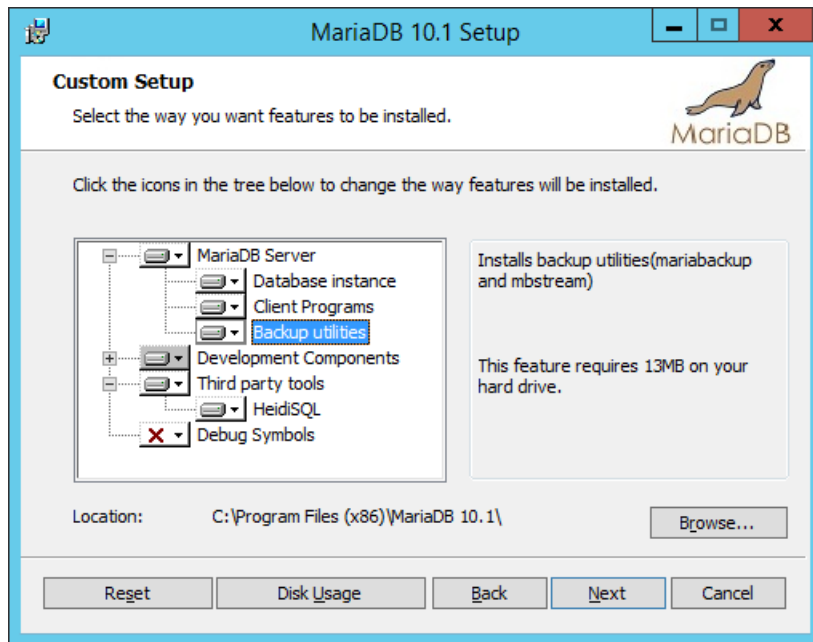 MariaDB 10.1 Setup
Custom Setup
Select the way you want features to be installed.
MariaDB
Click the icons in the tree below to change the way features will be installed.
MariaDB Server
Database instance
Client Programs
Backup utilities
Development Components
Third party tools
HeidiSQL
Debug Symbols
Installs backup utilities(mariabackup
and mbstream)
This feature requires 13MB on your
hard drive.
Location: C:\Program Files (x86)\MariaDB 10.1\
Browse...
Reset Disk Usage Back Next Cancel